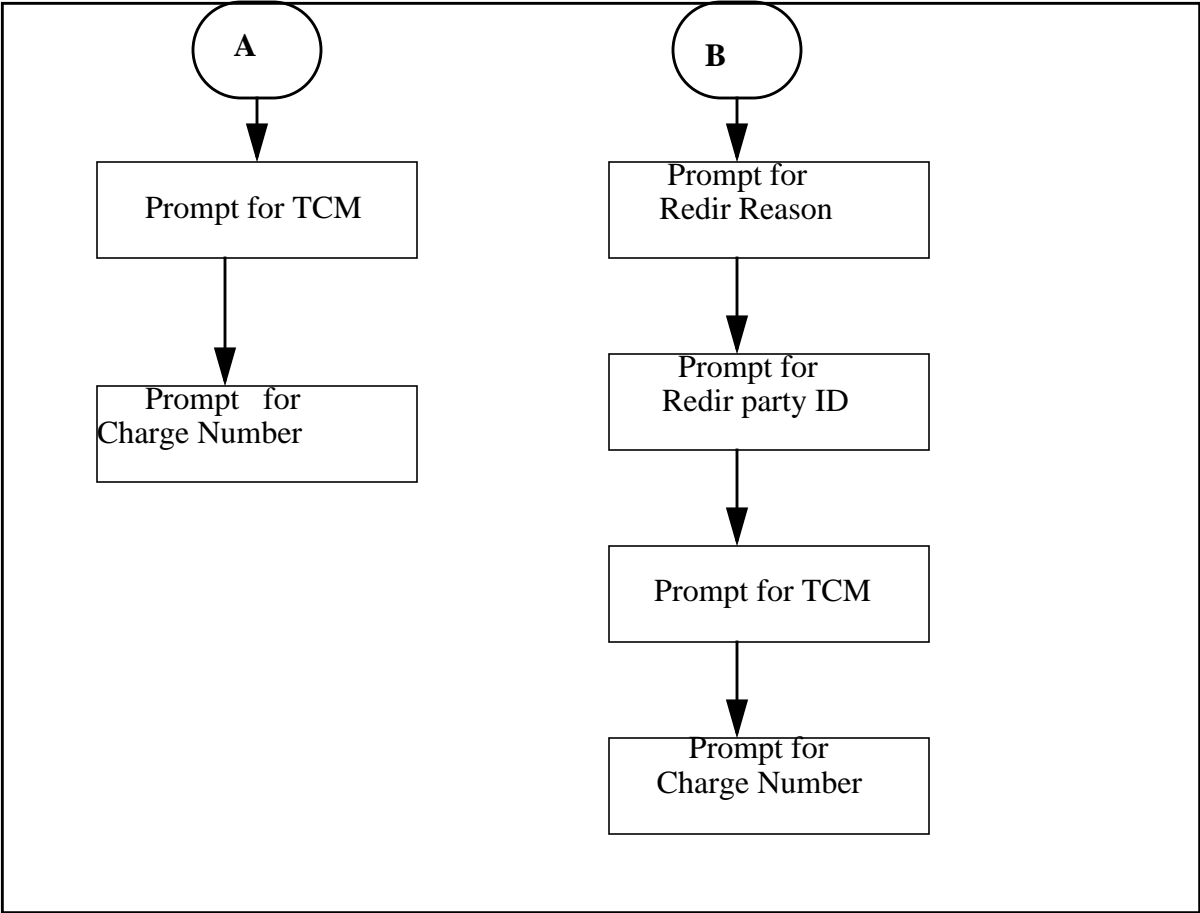 A
Prompt for TCM
Prompt for
Charge Number
B
Prompt for
Redir Reason
Prompt for
Redir party ID
Prompt for TCM
Prompt for
Charge Number